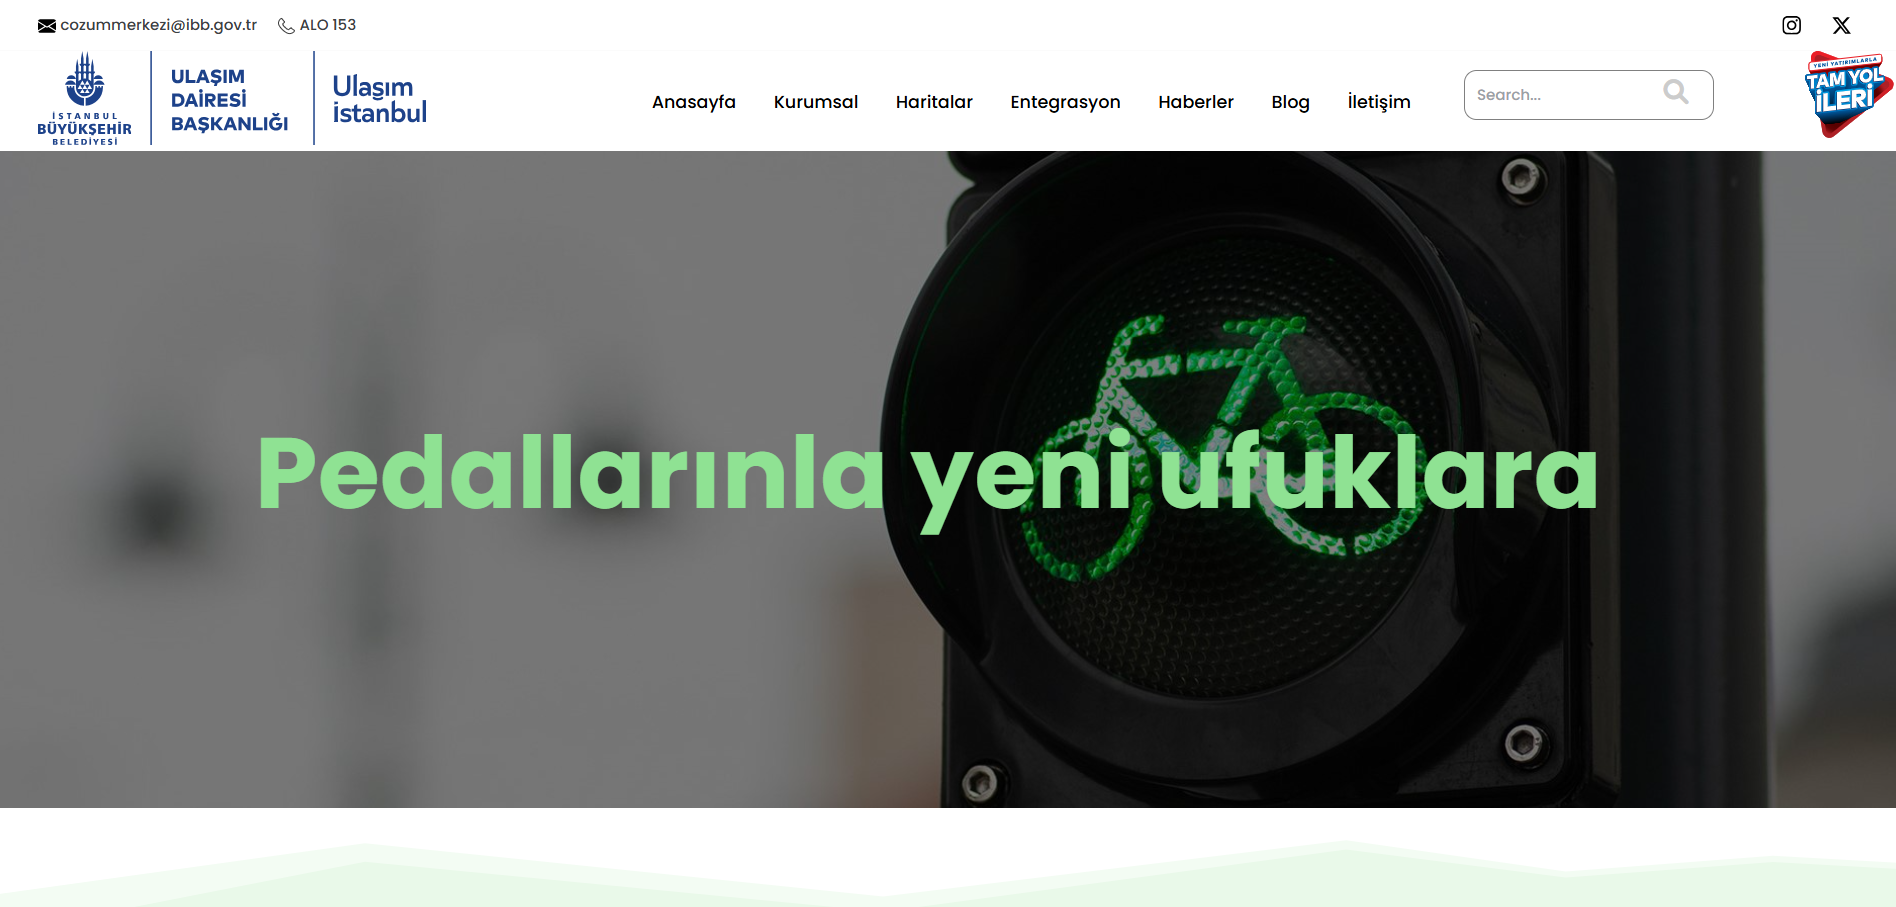 cozummerkezi@ibb.gov.tr ALO 153
İSTANBUL
BÜYÜKŞEHİR
BELEDİYESİ
ULAŞIM
DAİRESİ
BAŞKANLIĞI
Ulaşım
istanbul
Anasayfa Kurumsal Haritalar Entegrasyon Haberler Blog İletişim
Search...
YENİ YATIRIMLARLA
TAM YOL
İLERİ
Pedallarınla yeni ufuklara